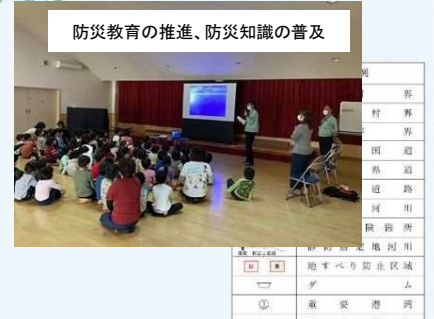 防災教育の推進、防災知識の普及
例
界
村 界
界
国 道
県 道
道 路
河 川
険 箇 所
砂 防 指 定 地 河 川
地 す べ り 防 止 区 域
ダ ム
① 重 要 港 湾